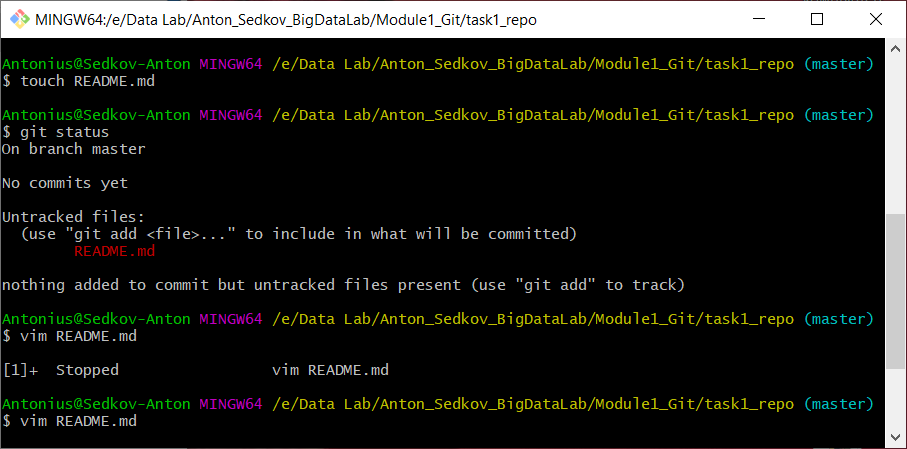 MINGW64:/e/Data Lab/Anton_Sedkov_BigDataLab/Module1_Git/task1_repo
Antonius@Sedkov-Anton MINGW64 /e/Data Lab/Anton_Sedkov_BigDataLab/Module1_Git/task1_repo (master)
$ touch README.md
Antonius@Sedkov-Anton MINGW64 /e/Data Lab/Anton_Sedkov_BigDataLab/Module1_Git/task1_repo (master)
$ git status
On branch master
No commits yet
Untracked files:
  (use "git add <file>..." to include in what will be committed)
        README.md
nothing added to commit but untracked files present (use "git add" to track)
Antonius@Sedkov-Anton MINGW64 /e/Data Lab/Anton_Sedkov_BigDataLab/Module1_Git/task1_repo (master)
$ vim README.md
[1]+  Stopped                 vim README.md
Antonius@Sedkov-Anton MINGW64 /e/Data Lab/Anton_Sedkov_BigDataLab/Module1_Git/task1_repo (master)
$ vim README.md